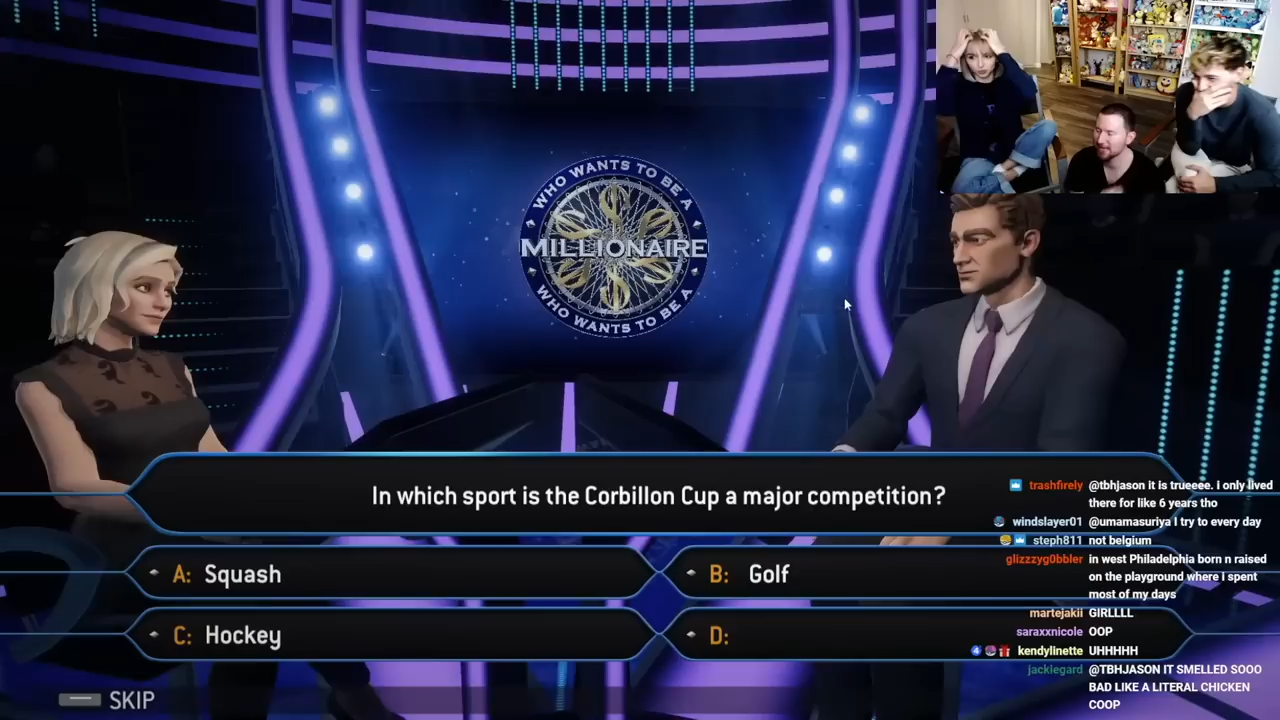 WHO WANTS TO BE A
MILLIONAIRE
WHO WANTS TO BE A
In which sport is the Corbillon Cup a major competition?
A: Squash
B: Golf
C: Hockey
D:
SKIP
trashfirely @tbhjason it is trueeee. i only lived
there for like 6 years tho
windslayer01 @umamasuriya I try to every day
steph811 not belgium
glizzzyg0bbler in west Philadelphia born n raised
on the playground where I spent
most of my days
martejakii GIRLLLL
saraxxnicole OOP
4 kendylinette UHHHHH
jackiegard @TBHJASON IT SMELLED SOOO
BAD LIKE A LITERAL CHICKEN
COOP